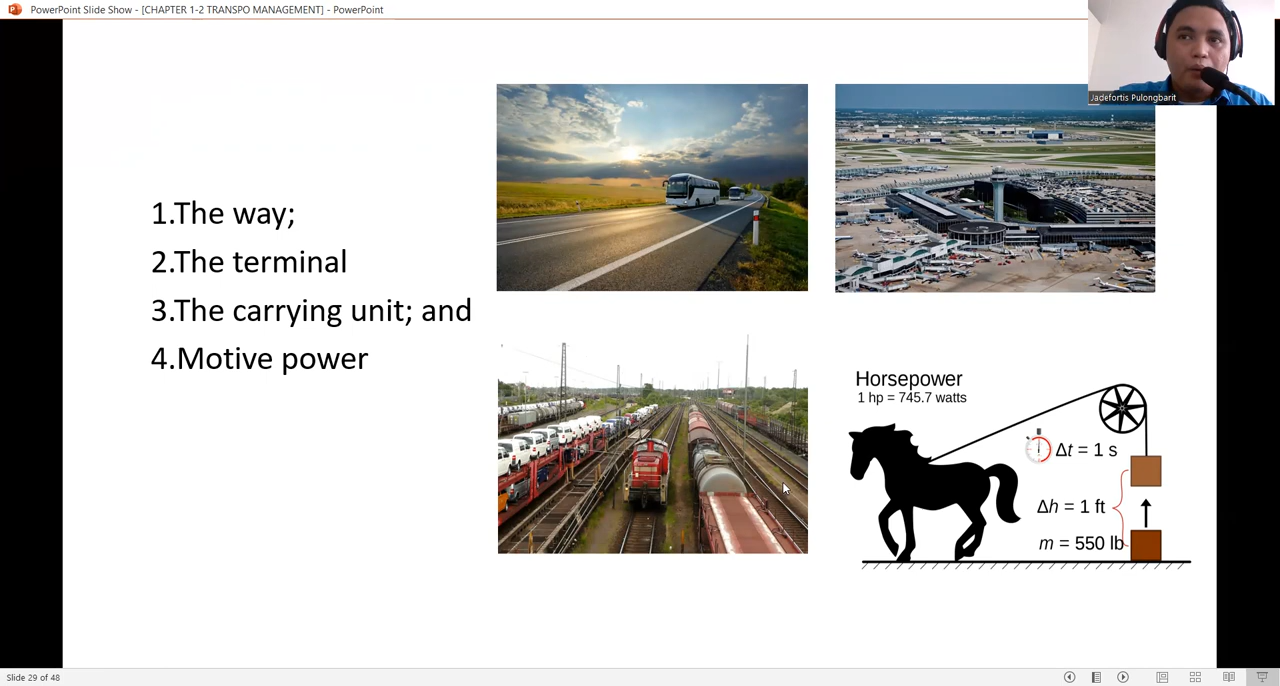 PowerPoint Slide Show - [CHAPTER 1-2 TRANSPO MANAGEMENT] - PowerPoint
Jadefortis Pulongbarit
1.The way;
2.The terminal
3.The carrying unit; and
4.Motive power
Horsepower
1 hp = 745.7 watts
Δt = 1 s
Δh = 1 ft
m = 550 lb
Slide 29 of 48